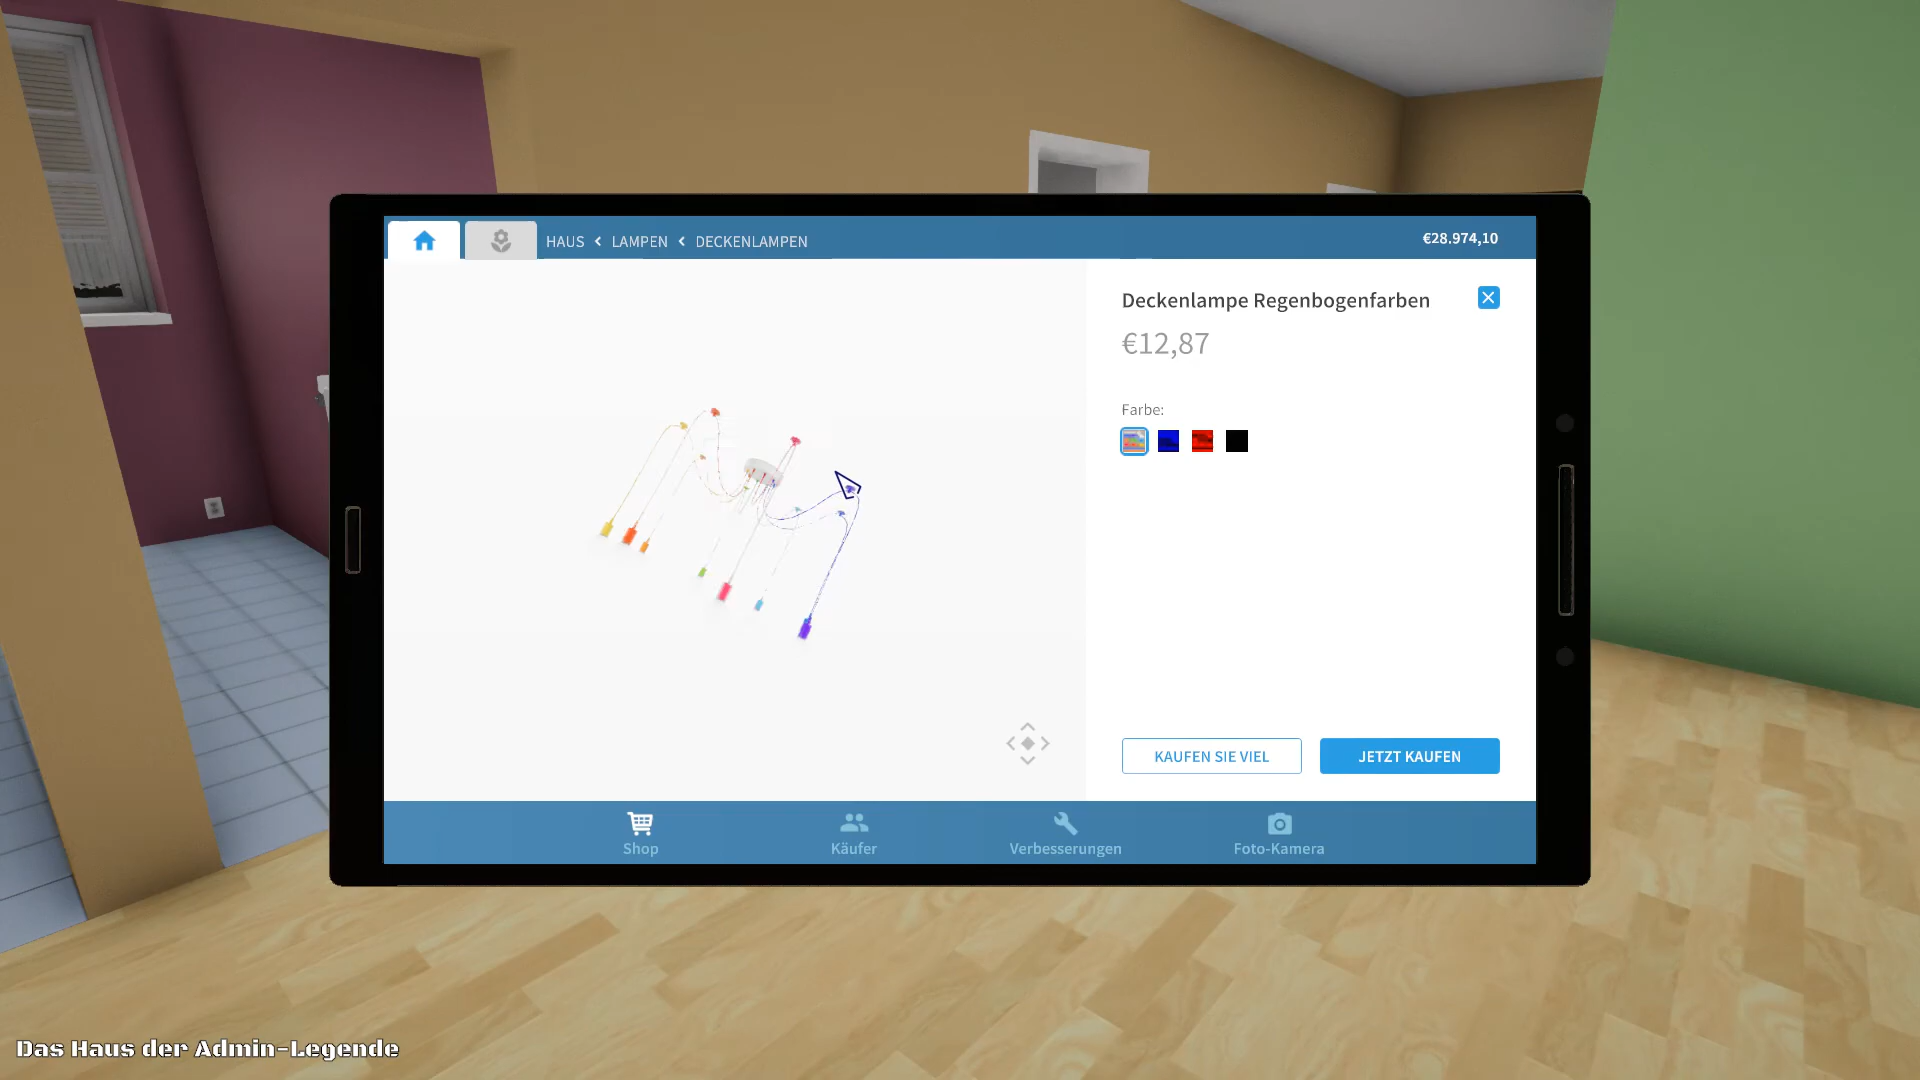 HAUS < LAMPEN < DECKENLAMPEN
€28.974,10
Deckenlampe Regenbogenfarben
€12,87
Farbe:
KAUFEN SIE VIEL
JETZT KAUFEN
Shop
Käufer
Verbesserungen
Foto-Kamera
Das Haus der Admin-Legende